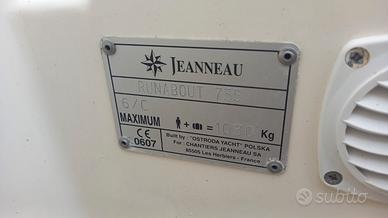 JEANNEAU
RUNABOUT 755
6/C
MAXIMUM + = Kg
CE
0607
Built by : "OSTRODA YACHT" POLSKA
For : CHANTIERS JEANNEAU SA
85505 Les Herbiers - France
subito